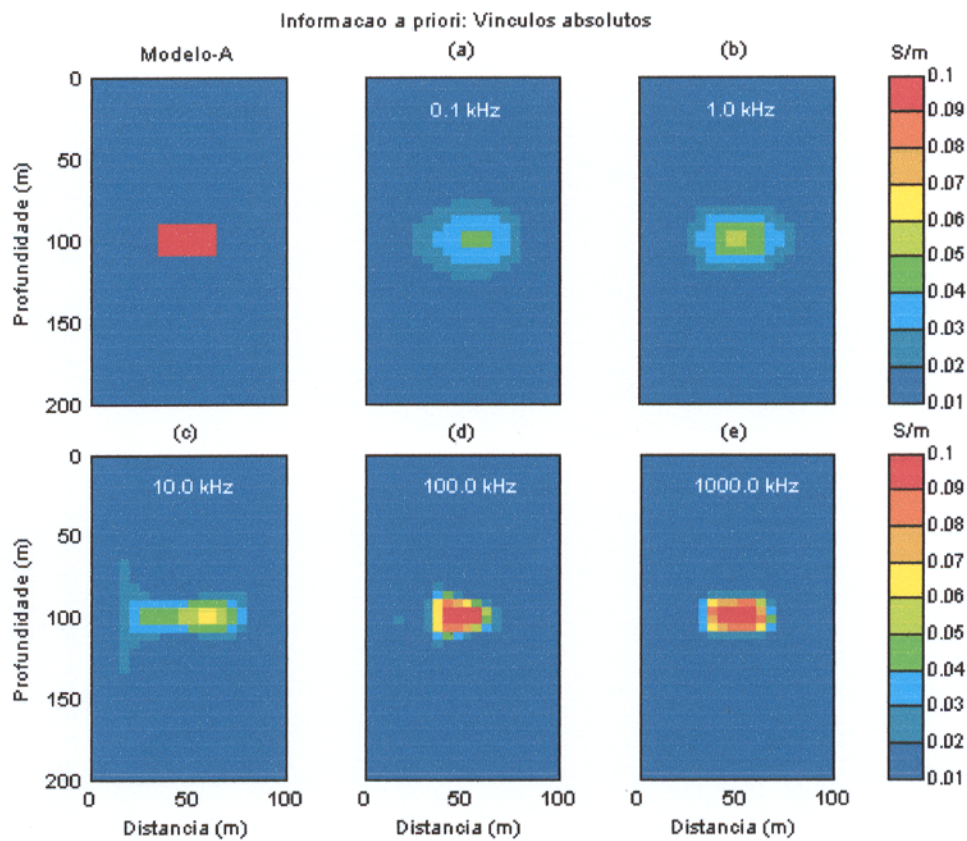 Informacao a priori: Vinculos absolutos
Modelo-A
(a)
(b)
S/m
0.1 kHz
1.0 kHz
0
50
100
150
200
Profundidade (m)
0.1
0.09
0.08
0.07
0.06
0.05
0.04
0.03
0.02
0.01
(c)
(d)
(e)
S/m
10.0 kHz
100.0 kHz
1000.0 kHz
0
50
100
150
200
Profundidade (m)
0.1
0.09
0.08
0.07
0.06
0.05
0.04
0.03
0.02
0.01
0 50 100
0 50 100
0 50 100
Distancia (m)
Distancia (m)
Distancia (m)